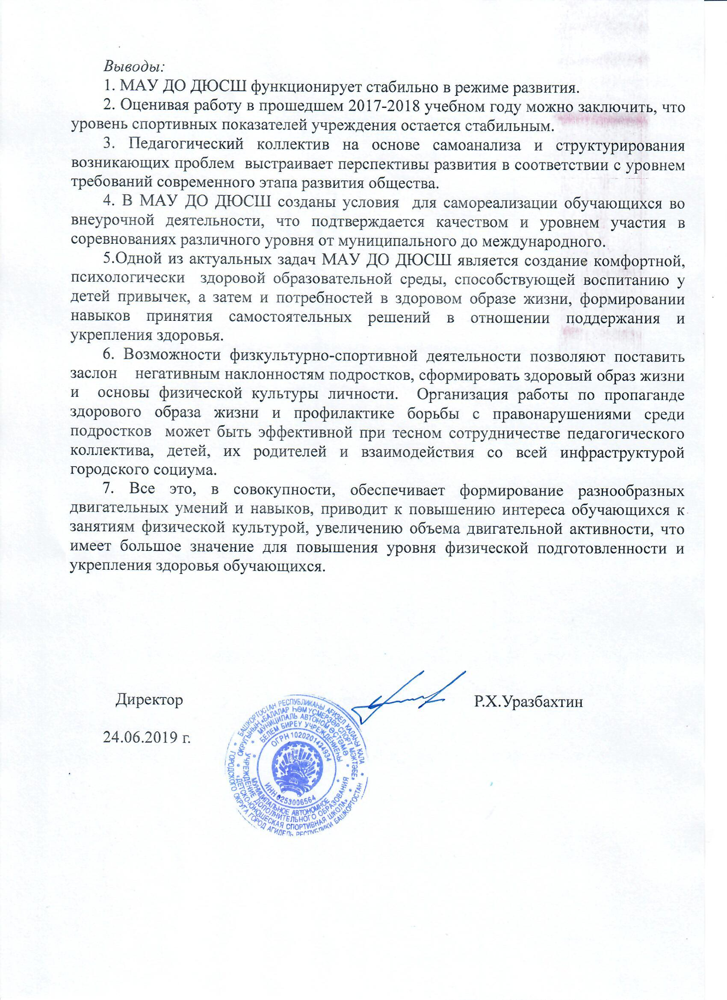 Выводы:
1. МАУ ДО ДЮСШ функционирует стабильно в режиме развития.
2. Оценивая работу в прошедшем 2017-2018 учебном году можно заключить, что
уровень спортивных показателей учреждения остается стабильным.
3. Педагогический коллектив на основе самоанализа и структурирования
возникающих проблем выстраивает перспективы развития в соответствии с уровнем
требований современного этапа развития общества.
4. В МАУ ДО ДЮСШ созданы условия для самореализации обучающихся во
внеурочной деятельности, что подтверждается качеством и уровнем участия в
соревнованиях различного уровня от муниципального до международного.
5.Одной из актуальных задач МАУ ДО ДЮСШ является создание комфортной,
психологически здоровой образовательной среды, способствующей воспитанию у
детей привычек, а затем и потребностей в здоровом образе жизни, формировании
навыков принятия самостоятельных решений в отношении поддержания и
укрепления здоровья.
6. Возможности физкультурно-спортивной деятельности позволяют поставить
заслон негативным наклонностям подростков, сформировать здоровый образ жизни
и основы физической культуры личности. Организация работы по пропаганде
здорового образа жизни и профилактике борьбы с правонарушениями среди
подростков может быть эффективной при тесном сотрудничестве педагогического
коллектива, детей, их родителей и взаимодействия со всей инфраструктурой
городского социума.
7. Все это, в совокупности, обеспечивает формирование разнообразных
двигательных умений и навыков, приводит к повышению интереса обучающихся к
занятиям физической культурой, увеличению объема двигательной активности, что
имеет большое значение для повышения уровня физической подготовленности и
укрепления здоровья обучающихся.
Директор
Р.Х.Уразбахтин
24.06.2019 г.
БАШКОРТОСТАН РЕСПУБЛИКАҺЫ АҒИҘЕЛ ҠАЛАҺЫ ҠАЛА
ОКРУГЫНЫҢ «БАЛАЛАР ҺӘМ ҮСМЕРҘӘР СПОРТ МӘКТӘБЕ»
МУНИЦИПАЛЬ АВТОНОМ ӨҪТӘМӘ
БЕЛЕМ БИРЕҮ УЧРЕЖДЕНИЕҺЫ
ОГРН 1020201434934
ИНН 0253006564
МУНИЦИПАЛЬНОЕ АВТОНОМНОЕ
УЧРЕЖДЕНИЕ ДОПОЛНИТЕЛЬНОГО ОБРАЗОВАНИЯ
«ДЕТСКО-ЮНОШЕСКАЯ СПОРТИВНАЯ ШКОЛА»
ГОРОДСКОГО ОКРУГА ГОРОД АГИДЕЛЬ РЕСПУБЛИКИ БАШКОРТОСТАН